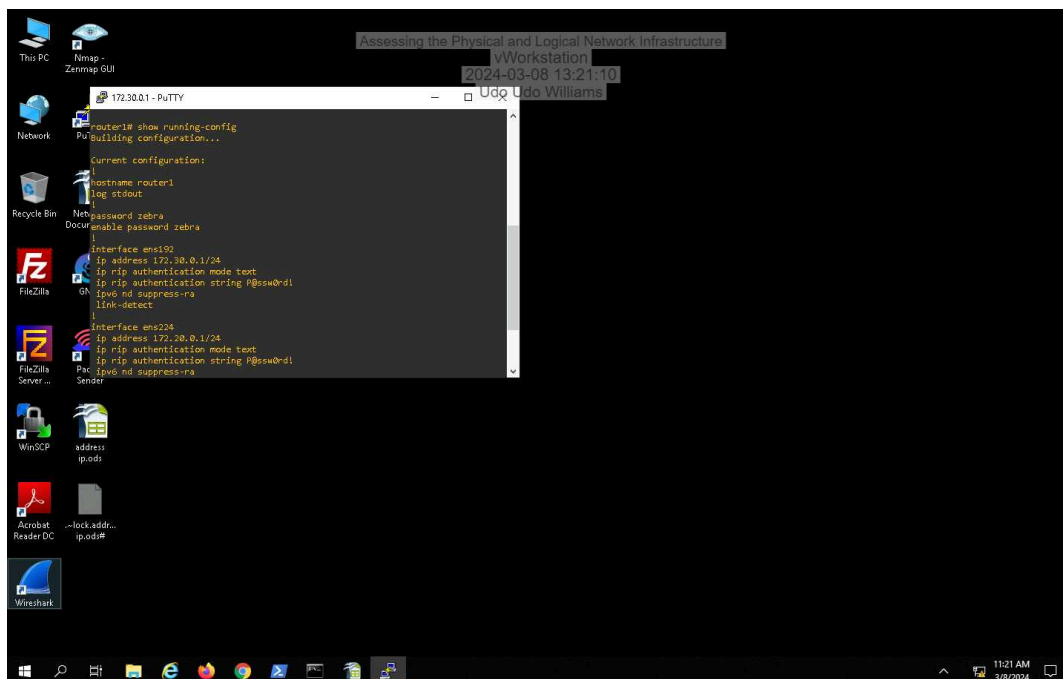 Assessing the Physical and Logical Network Infrastructure
vWorkstation
2024-03-08 13:21:10
Udo Udo Williams
This PC
Nmap -
Zenmap GUI
172.30.0.1 - PuTTY
router1# show running-config
Building configuration...
Current configuration:
!
hostname router1
log stdout
!
password zebra
enable password zebra
!
interface ens192
ip address 172.30.0.1/24
ip rip authentication mode text
ip rip authentication string P@ssw0rd!
ipv6 nd suppress-ra
link-detect
!
interface ens224
ip address 172.20.0.1/24
ip rip authentication mode text
ip rip authentication string P@ssw0rd!
ipv6 nd suppress-ra
Network
Recycle Bin
FileZilla
FileZilla
Server ...
Sender
WinSCP
address
ip.ods
Acrobat
Reader DC
.~lock.addr...
ip.ods#
Wireshark
11:21 AM
3/8/2024